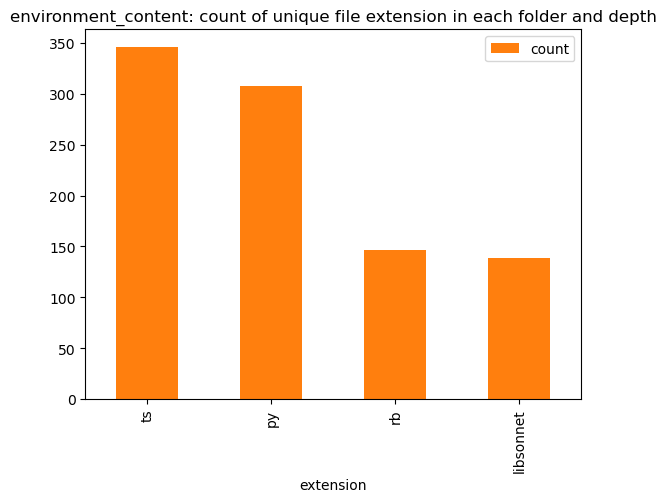 environment_content: count of unique file extension in each folder and depth
count
350
300
250
200
150
100
50
0
ts
py
rb
libsonnet
extension